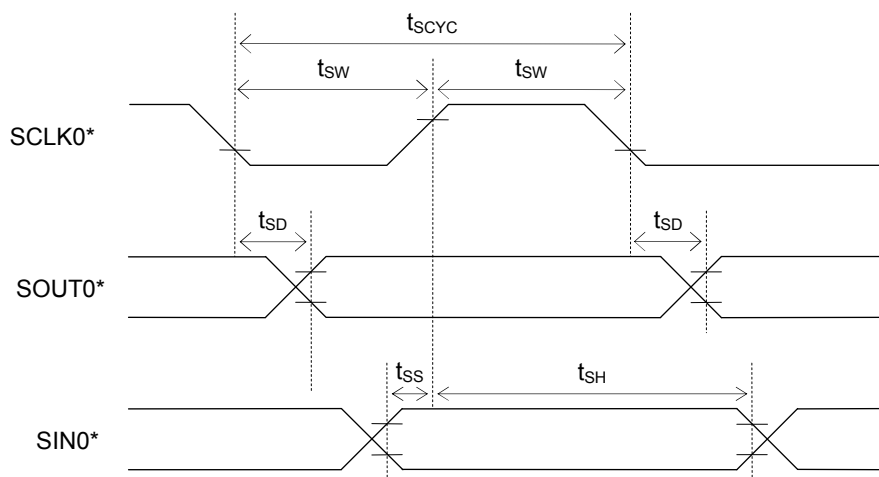 tSCYC
tSW tSW
SCLK0*
tSD tSD
SOUT0*
tSS tSH
SIN0*